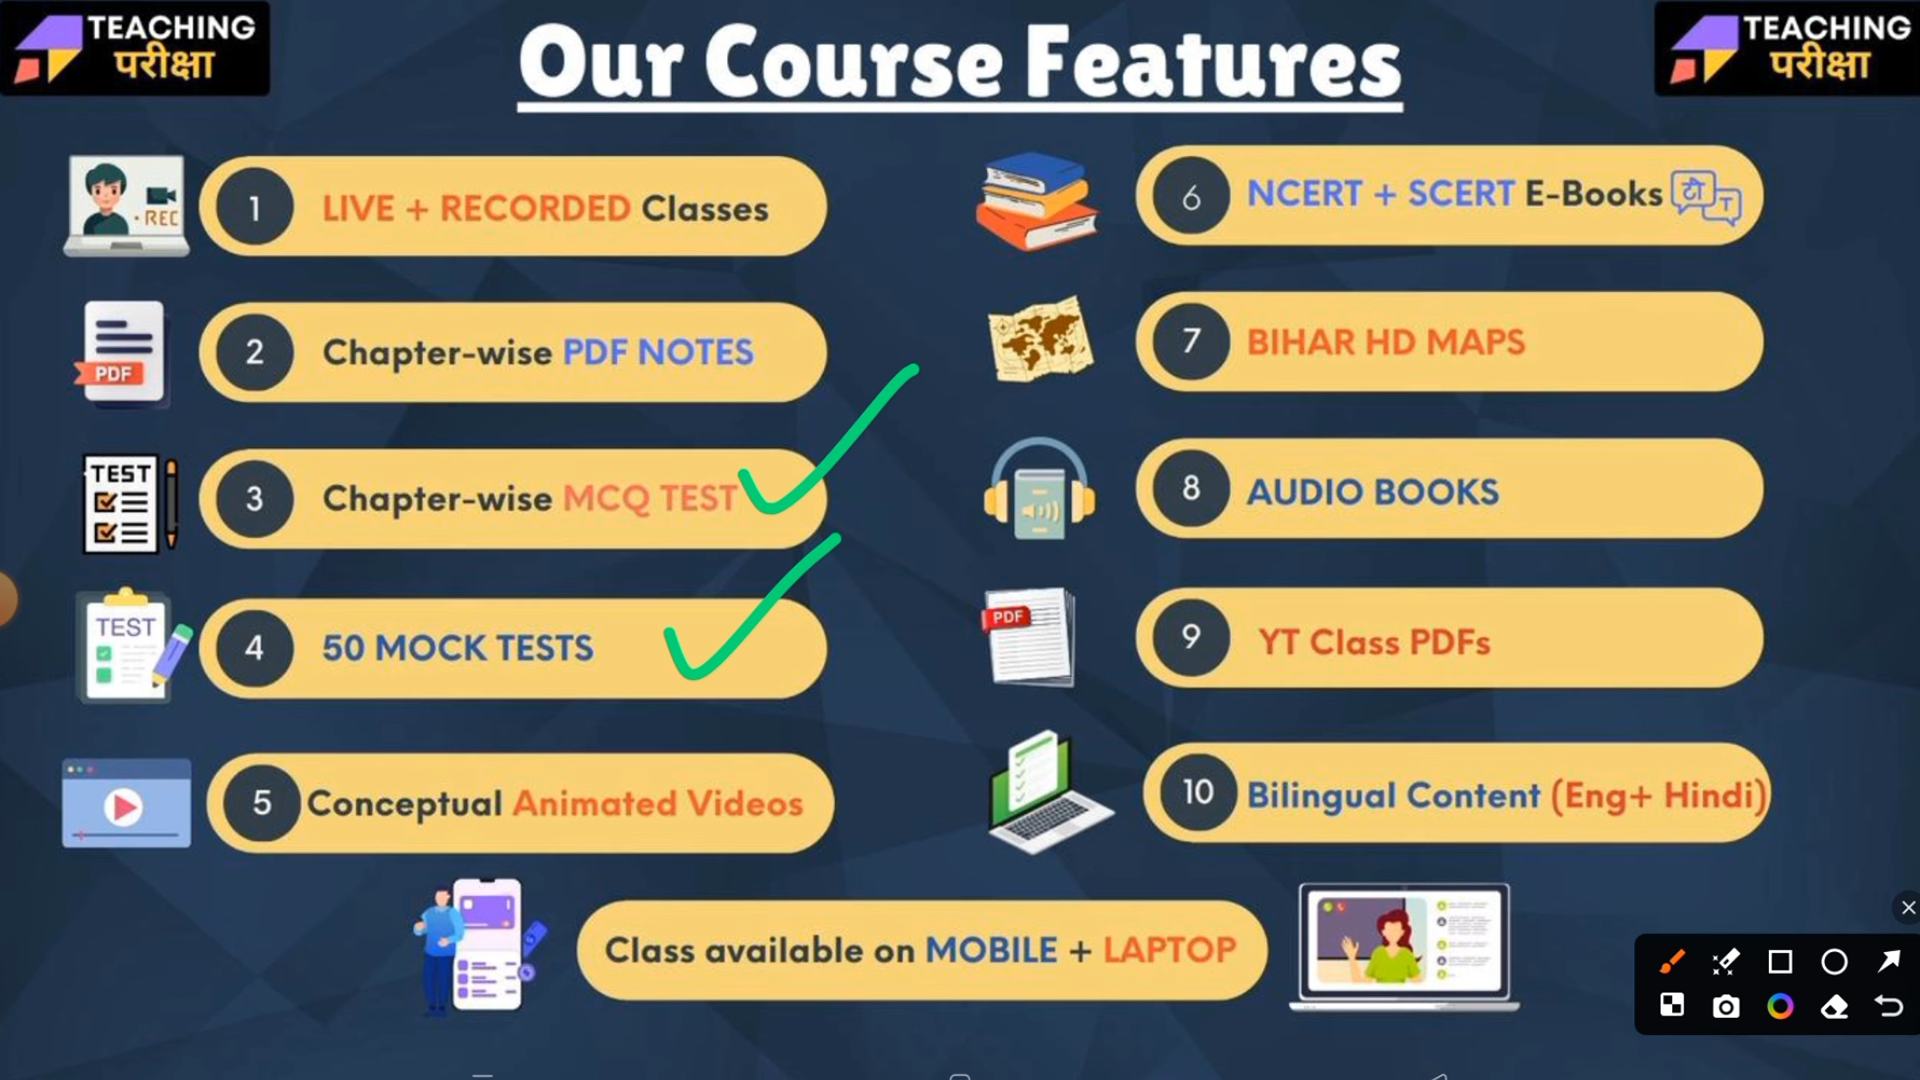 TEACHING
परीक्षा
Our Course Features
TEACHING
परीक्षा
REC
1 LIVE + RECORDED Classes
PDF
2 Chapter-wise PDF NOTES
TEST
3 Chapter-wise MCQ TEST
TEST
4 50 MOCK TESTS
5 Conceptual Animated Videos
6 NCERT + SCERT E-Books
7 BIHAR HD MAPS
8 AUDIO BOOKS
PDF
9 YT Class PDFs
10 Bilingual Content (Eng+ Hindi)
Class available on MOBILE + LAPTOP